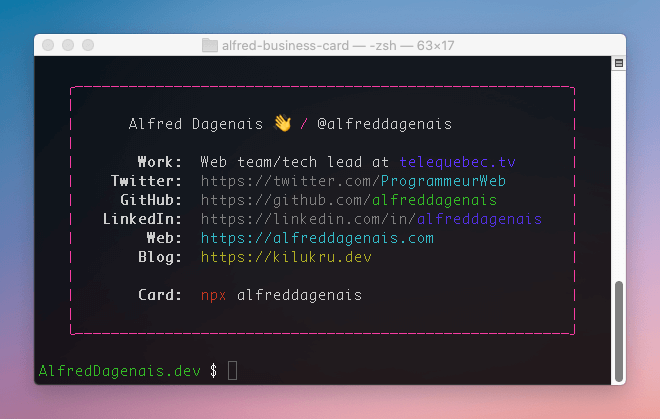 alfred-business-card — -zsh — 63×17
Alfred Dagenais 👋 / @alfreddagenais
Work: Web team/tech lead at telequebec.tv
Twitter: https://twitter.com/ProgrammeurWeb
GitHub: https://github.com/alfreddagenais
LinkedIn: https://linkedin.com/in/alfreddagenais
Web: https://alfreddagenais.com
Blog: https://kilukru.dev
Card: npx alfreddagenais
AlfredDagenais.dev $